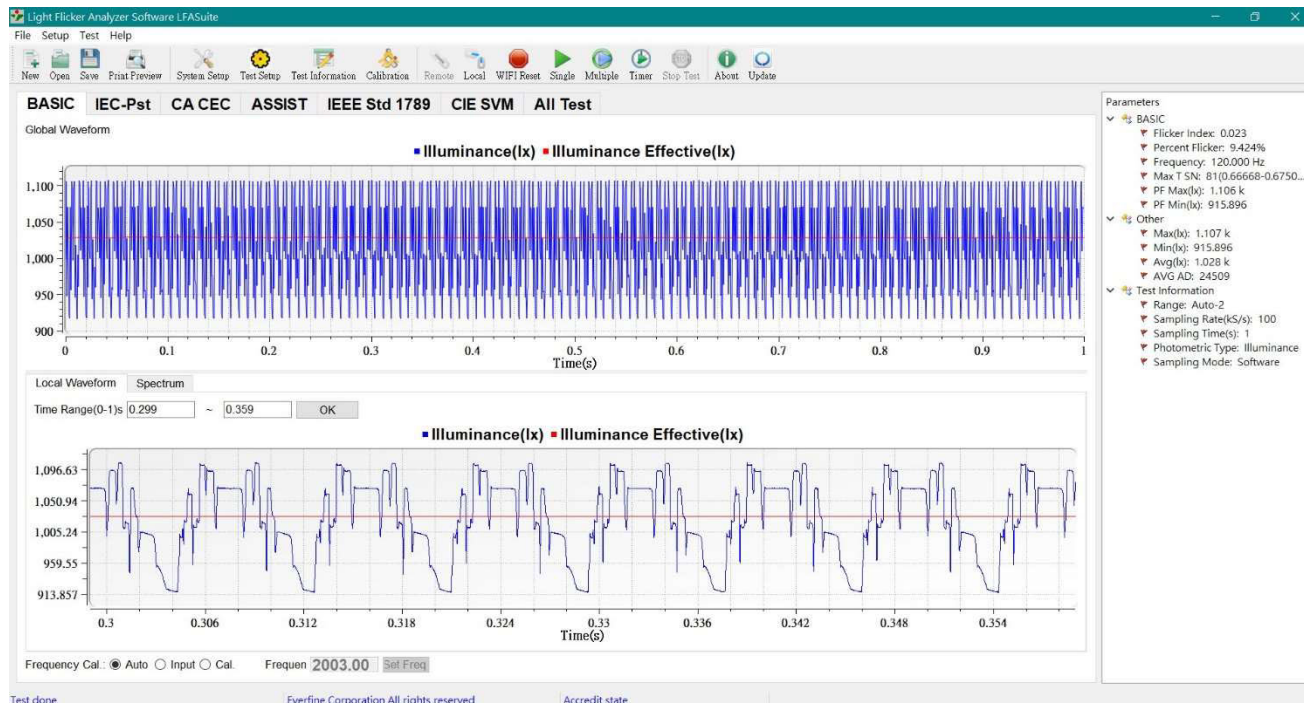 Light Flicker Analyzer Software LFASuite
File Setup Test Help
New Open Save Print Preview System Setup Test Setup Test Information Calibration Remote Local WIFI Reset Single Multiple Timer Stop Test About Update
BASIC IEC-Pst CA CEC ASSIST IEEE Std 1789 CIE SVM All Test
Global Waveform
Illuminance(lx) Illuminance Effective(lx)
1,100
1,050
1,000
950
900
0 0.1 0.2 0.3 0.4 0.5 0.6 0.7 0.8 0.9 1
Time(s)
Local Waveform Spectrum
Time Range(0-1)s 0.299 ~ 0.359 OK
Illuminance(lx) Illuminance Effective(lx)
1,096.63
1,050.94
1,005.24
959.55
913.857
0.3 0.306 0.312 0.318 0.324 0.33 0.336 0.342 0.348 0.354
Time(s)
Frequency Cal.: Auto Input Cal. Frequen 2003.00 Set Freq
Test done Everfine Corporation All rights reserved Accredit state
Parameters
BASIC
Flicker Index: 0.023
Percent Flicker: 9.424%
Frequency: 120.000 Hz
Max T SN: 81(0.66668-0.6750...
PF Max(lx): 1.106 k
PF Min(lx): 915.896
Other
Max(lx): 1.107 k
Min(lx): 915.896
Avg(lx): 1.028 k
AVG AD: 24509
Test Information
Range: Auto-2
Sampling Rate(kS/s): 100
Sampling Time(s): 1
Photometric Type: Illuminance
Sampling Mode: Software